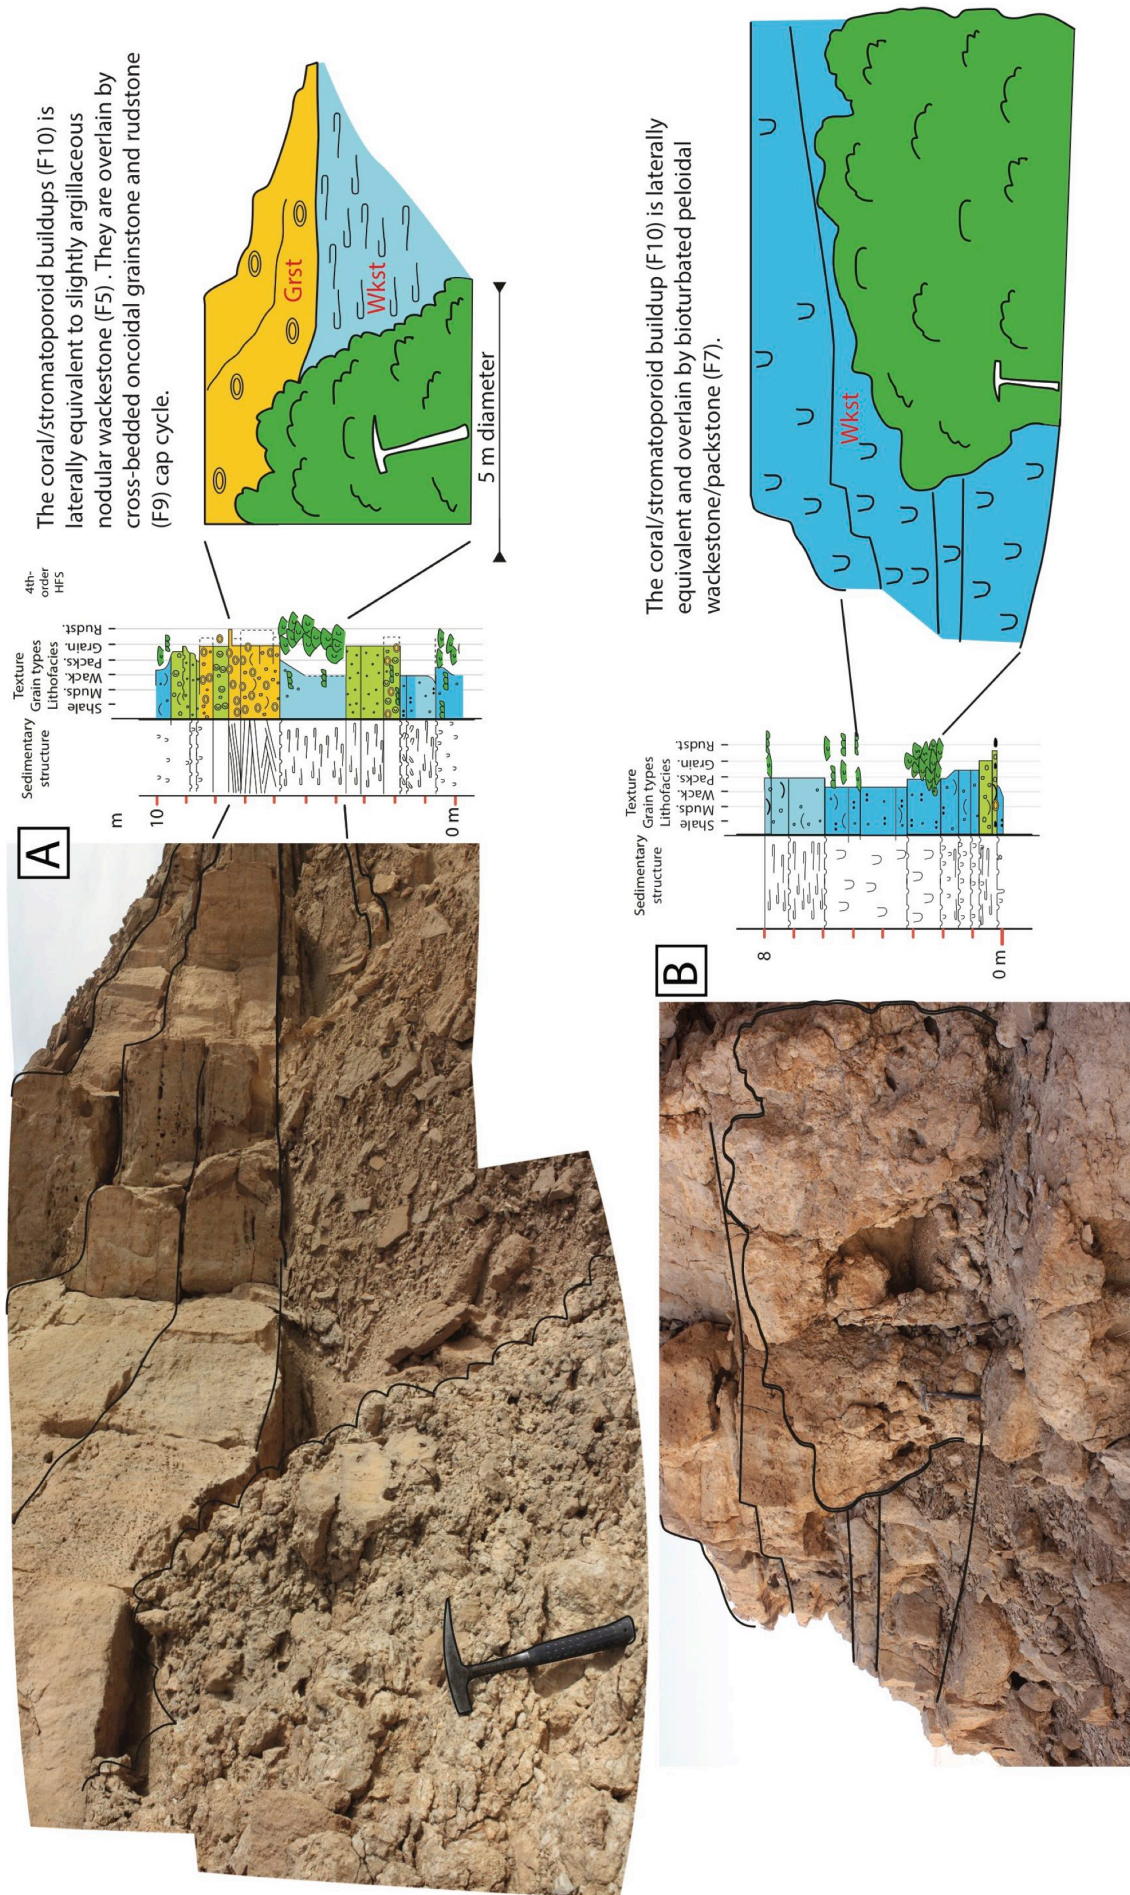 A
m
10
0 m
Sedimentary
structure
Texture
Grain types
Lithofacies
Shale
Muds.
Wack.
Packs.
Grain.
Rudst.
4th-
order
HFS
The coral/stromatoporoid buildups (F10) is
laterally equivalent to slightly argillaceous
nodular wackestone (F5) . They are overlain by
cross-bedded oncoidal grainstone and rudstone
(F9) cap cycle.
Grst
Wkst
5 m diameter
B
8
0 m
Sedimentary
structure
Texture
Grain types
Lithofacies
Shale
Muds.
Wack.
Packs.
Grain.
Rudst.
The coral/stromatoporoid buildup (F10) is laterally
equivalent and overlain by bioturbated peloidal
wackestone/packstone (F7).
Wkst